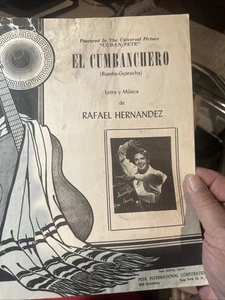 Featured In The Universal Picture
"CUBAN PETE"
EL CUMBANCHERO
(Rumba-Guaracha)
Letra y Música
de
RAFAEL HERNANDEZ
PEER INTERNATIONAL CORPORATION